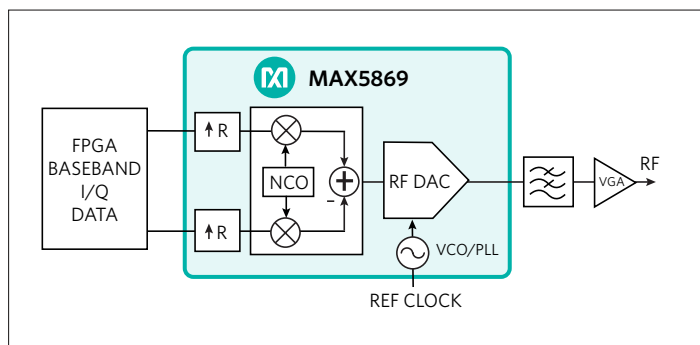 MAX5869
FPGA
BASEBAND
I/Q
DATA
↑R
↑R
NCO
+
-
RF DAC
VCO/PLL
REF CLOCK
VGA
RF